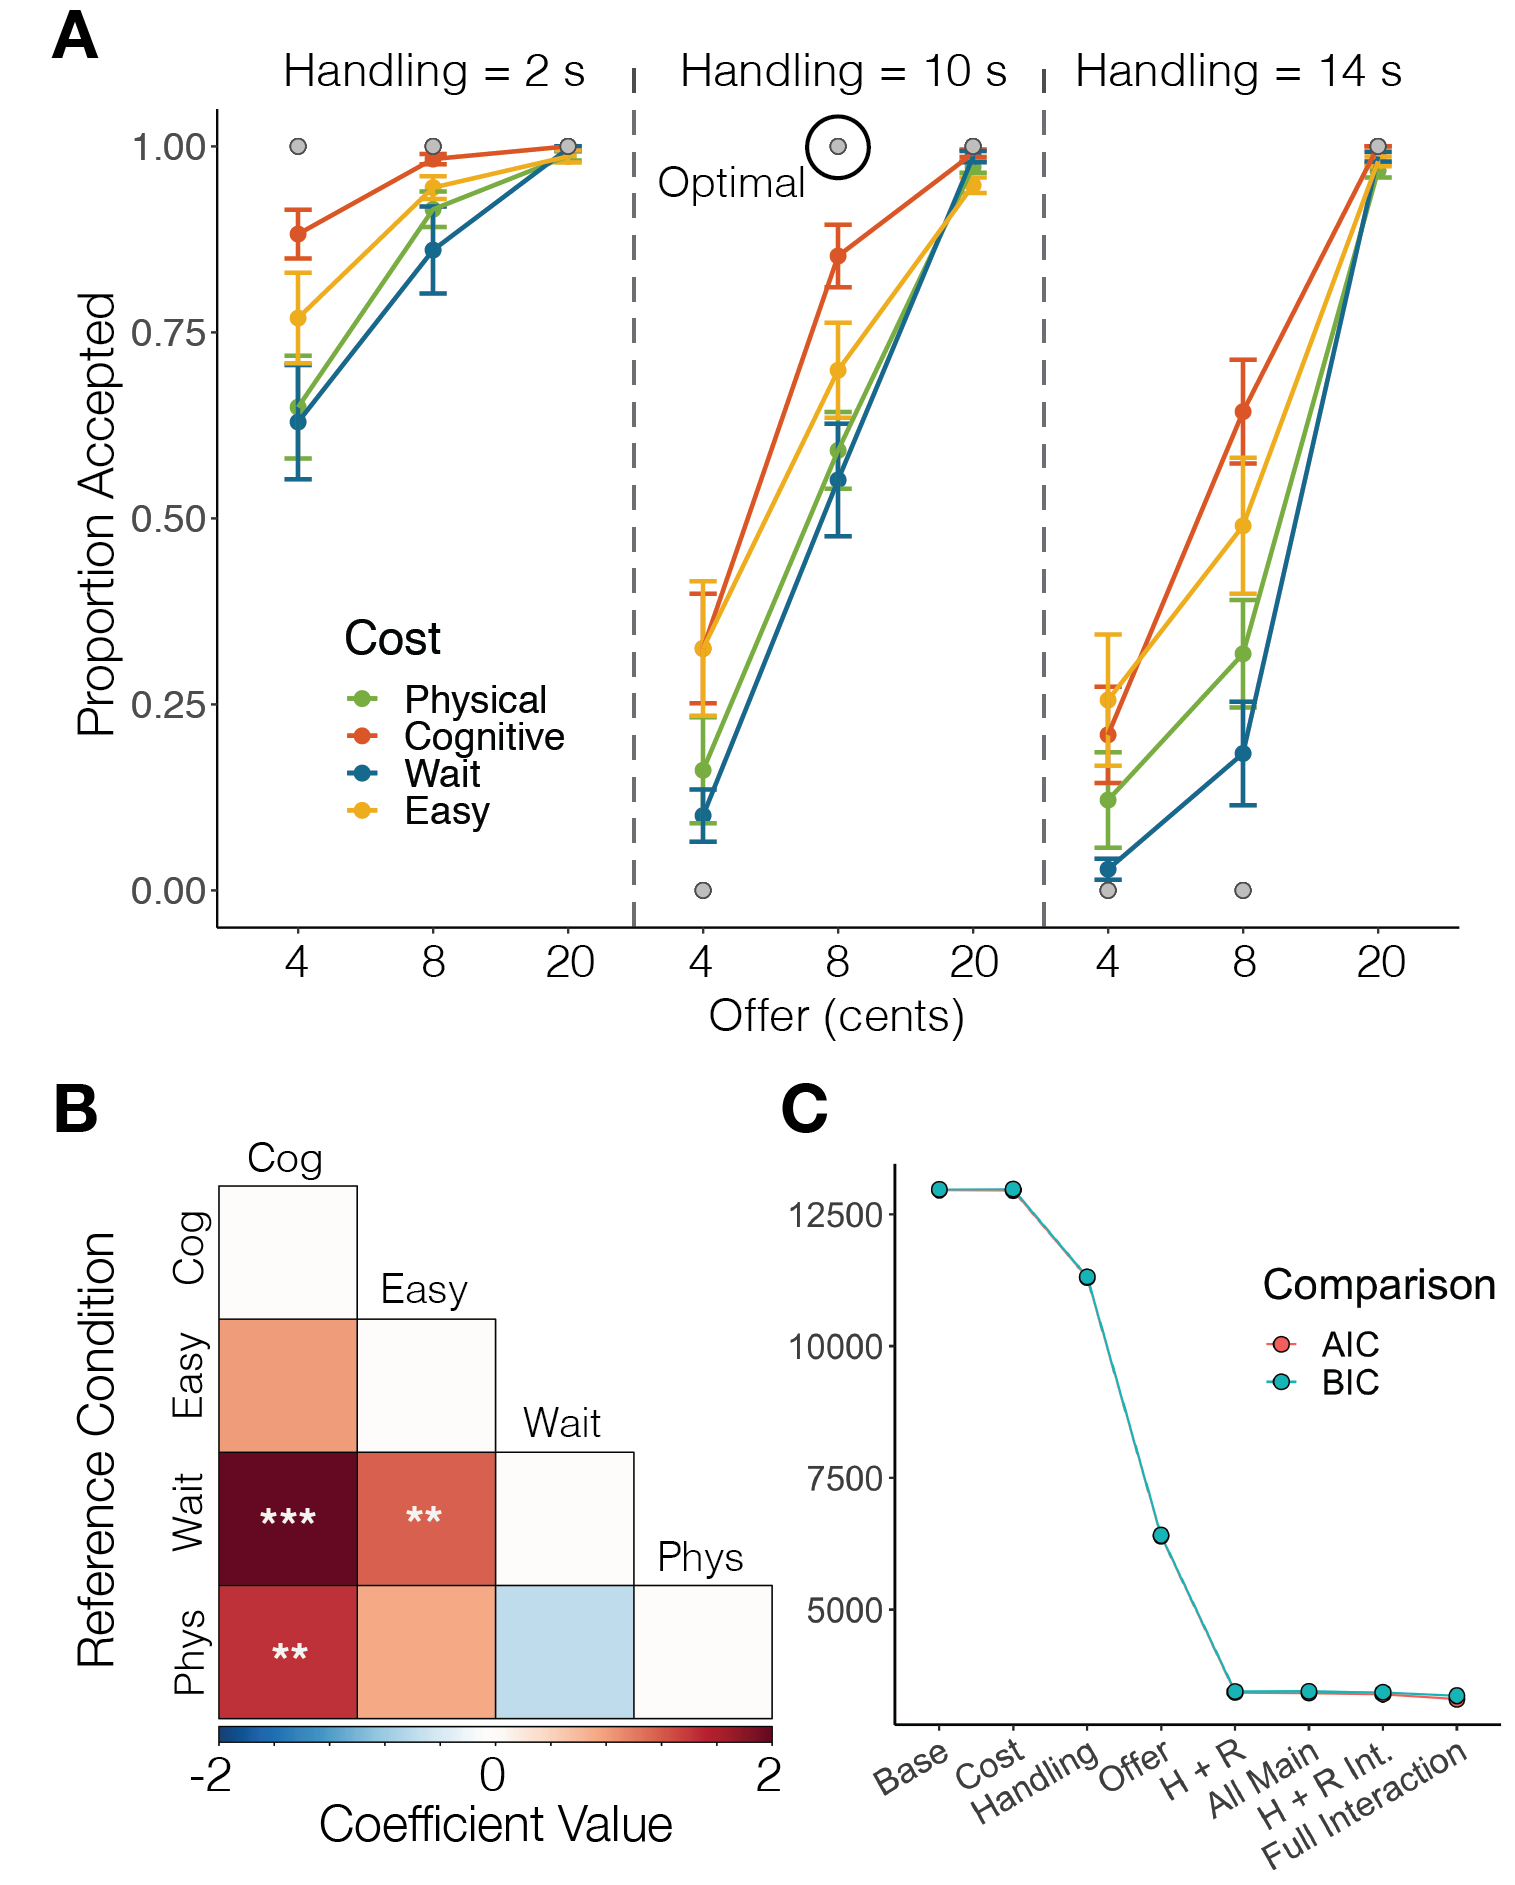 A
Handling = 2 s
Handling = 10 s
Handling = 14 s
Proportion Accepted
1.00
0.75
0.50
0.25
0.00
Optimal
Cost
Physical
Cognitive
Wait
Easy
4
8
20
4
8
20
4
8
20
Offer (cents)
B
Cog
Easy
Wait
Phys
Reference Condition
Cog
Easy
Wait
Phys
***
**
**
-2
0
2
Coefficient Value
C
12500
10000
7500
5000
Comparison
AIC
BIC
Base
Cost
Handling
Offer
H + R
All Main
H + R Int.
Full Interaction